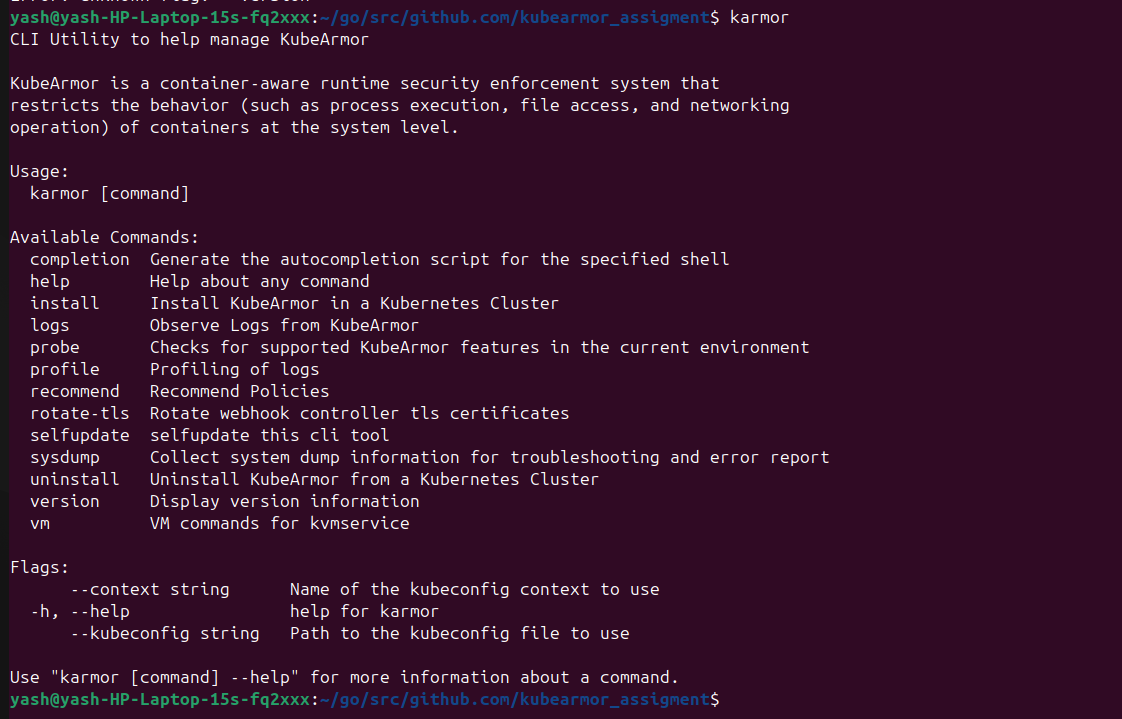 yash@yash-HP-Laptop-15s-fq2xxx:~/go/src/github.com/kubearmor_assigment$ karmor
CLI Utility to help manage KubeArmor

KubeArmor is a container-aware runtime security enforcement system that
restricts the behavior (such as process execution, file access, and networking
operation) of containers at the system level.

Usage:
  karmor [command]

Available Commands:
  completion  Generate the autocompletion script for the specified shell
  help        Help about any command
  install     Install KubeArmor in a Kubernetes Cluster
  logs        Observe Logs from KubeArmor
  probe       Checks for supported KubeArmor features in the current environment
  profile     Profiling of logs
  recommend   Recommend Policies
  rotate-tls  Rotate webhook controller tls certificates
  selfupdate  selfupdate this cli tool
  sysdump     Collect system dump information for troubleshooting and error report
  uninstall   Uninstall KubeArmor from a Kubernetes Cluster
  version     Display version information
  vm          VM commands for kvmservice

Flags:
      --context string      Name of the kubeconfig context to use
  -h, --help                help for karmor
      --kubeconfig string   Path to the kubeconfig file to use

Use "karmor [command] --help" for more information about a command.
yash@yash-HP-Laptop-15s-fq2xxx:~/go/src/github.com/kubearmor_assigment$